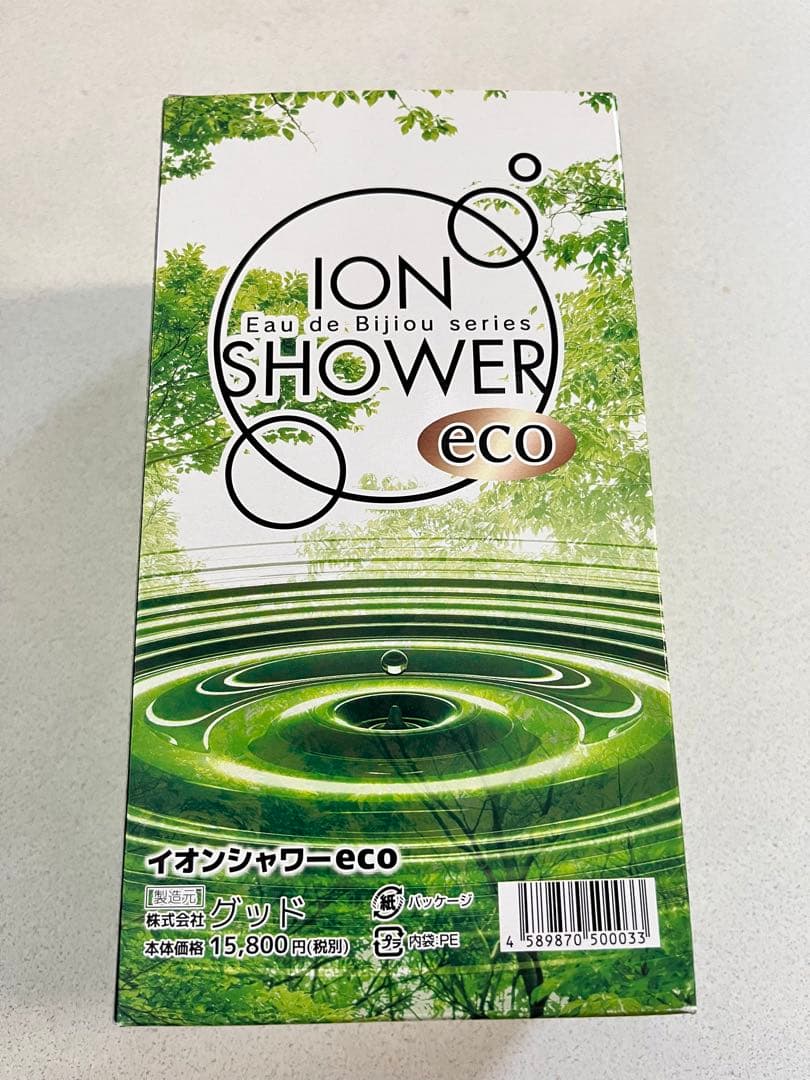 ION
Eau de Bijiou series
SHOWER
eco
イオンシャワーeco
製造元
株式会社グッド
本体価格 15,800円(税別)
紙 パッケージ
プラ 内袋:PE
4 589870 500033